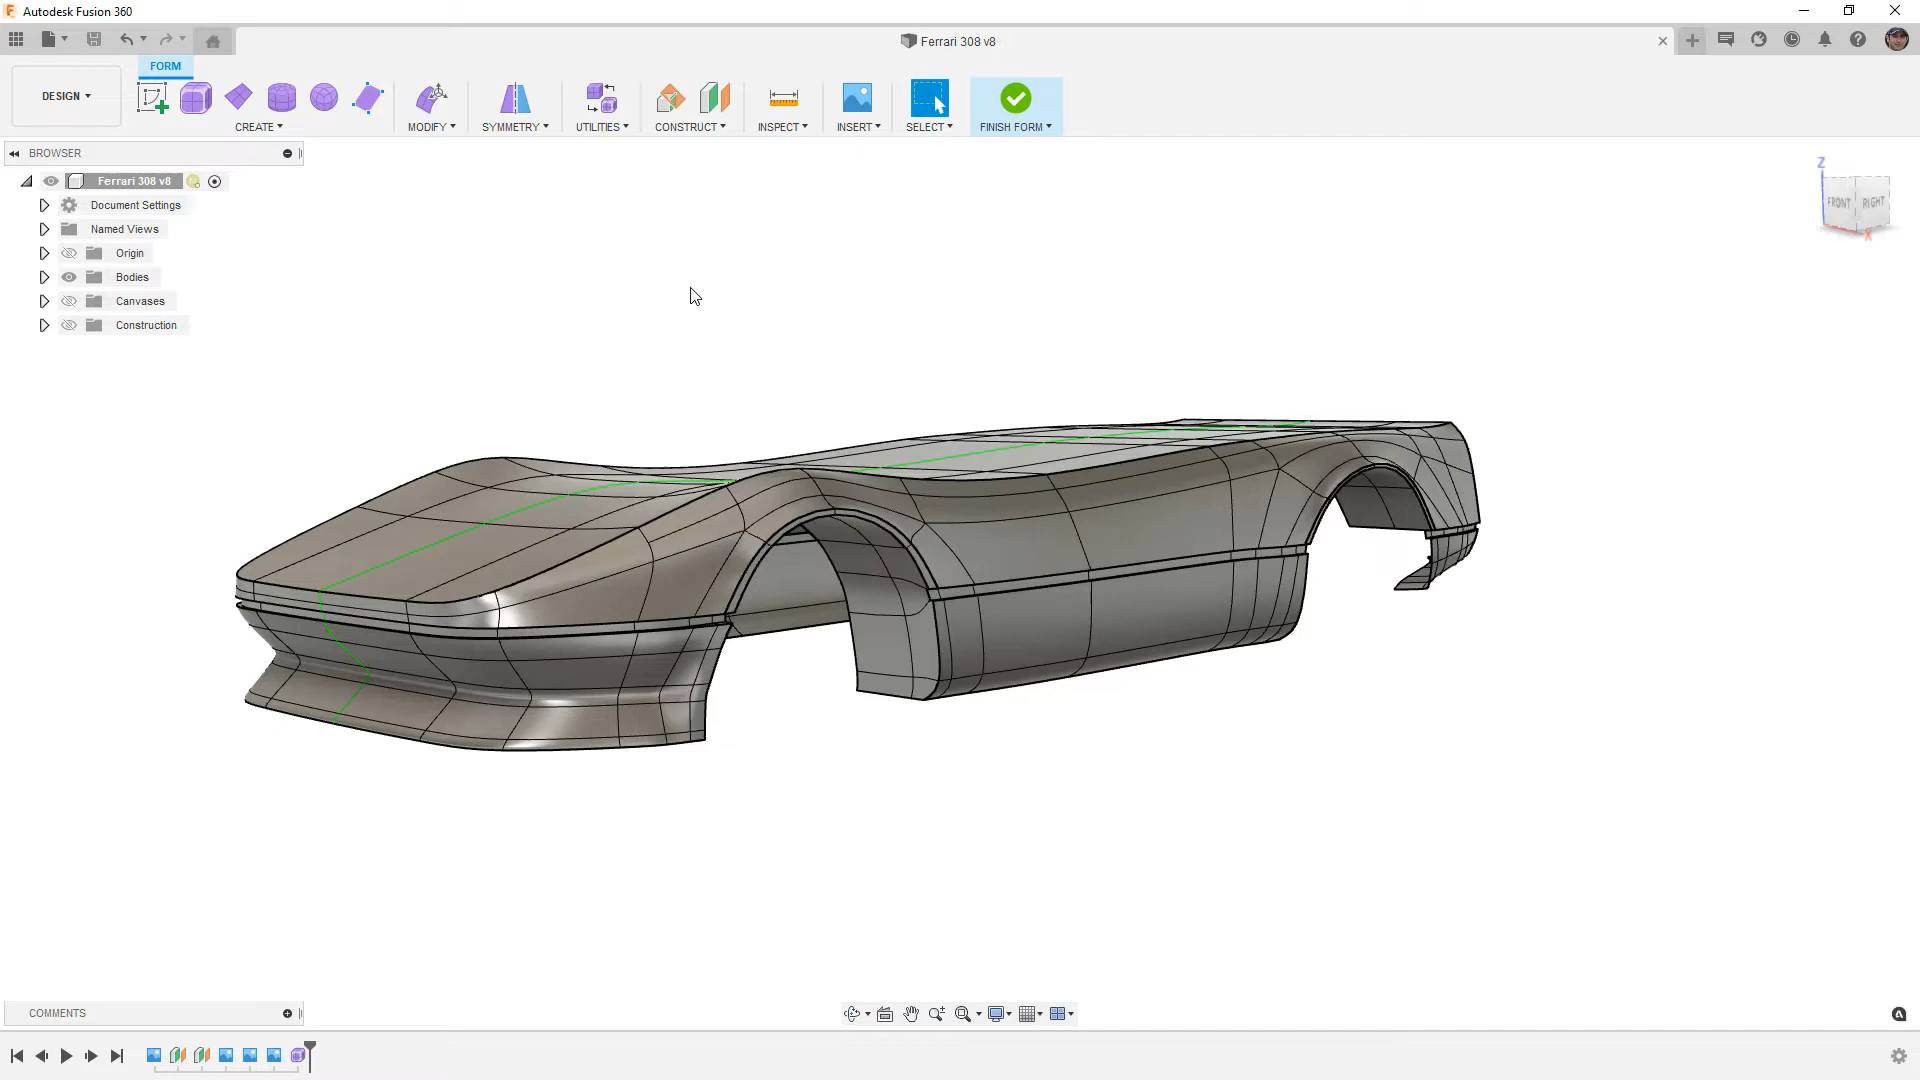 Autodesk Fusion 360
Ferrari 308 v8
FORM
DESIGN
CREATE
MODIFY
SYMMETRY
UTILITIES
CONSTRUCT
INSPECT
INSERT
SELECT
FINISH FORM
BROWSER
Ferrari 308 v8
Document Settings
Named Views
Origin
Bodies
Canvases
Construction
Z
FRONT
RIGHT
X
COMMENTS